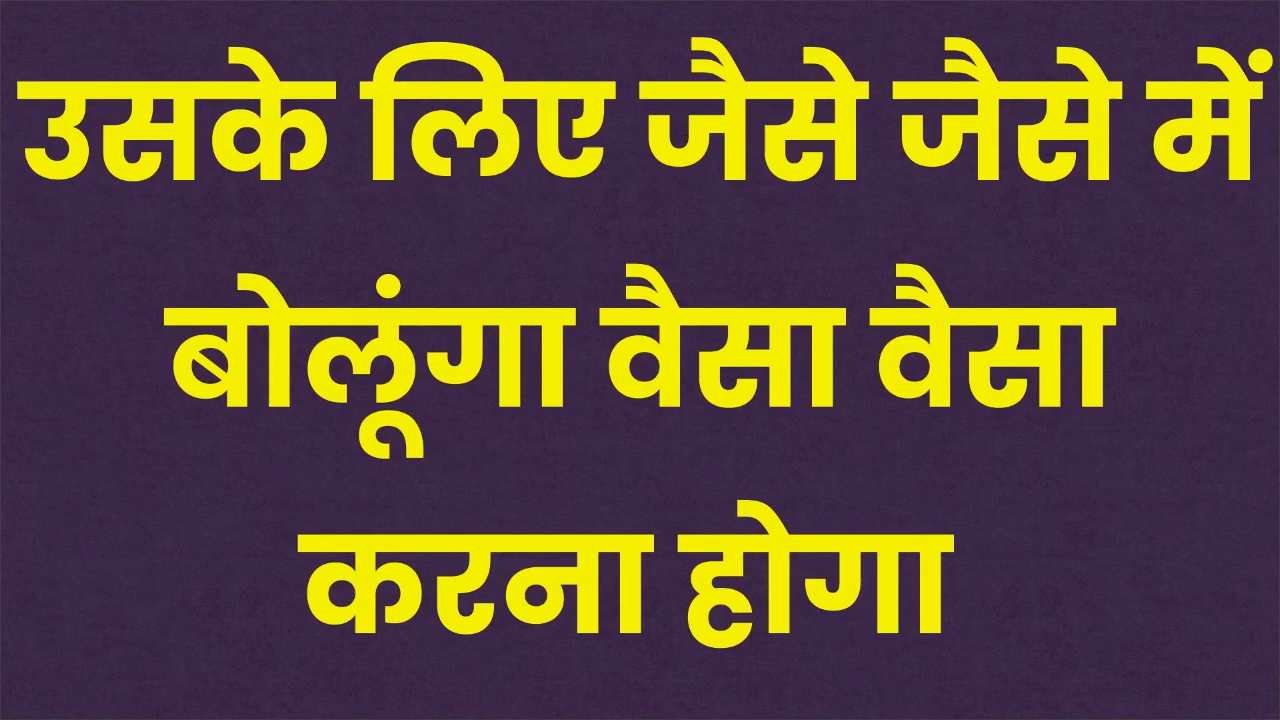 उसके लिए जैसे जैसे में
बोलूंगा वैसा वैसा
करना होगा